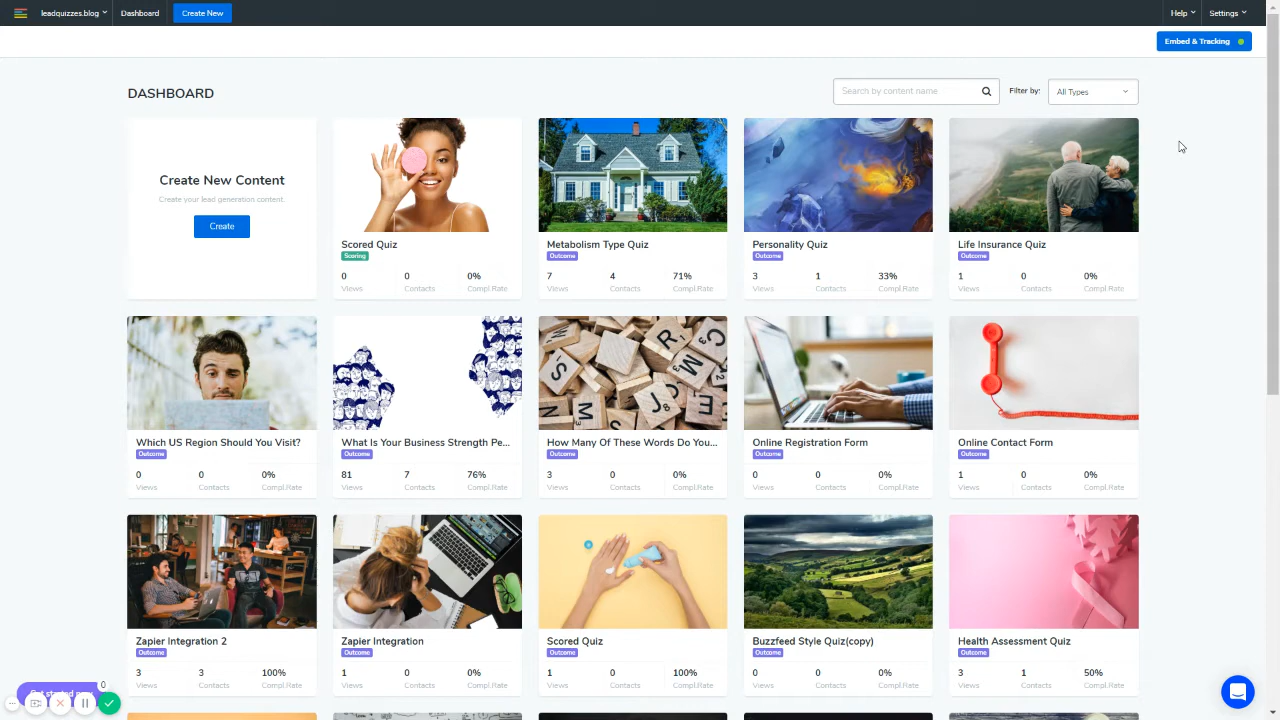 leadquizzes.blog
Dashboard
Create New
Help
Settings
Embed & Tracking
DASHBOARD
Search by content name
Filter by:
All Types
Create New Content
Create your lead generation content.
Create
Scored Quiz
Scoring
0 0 0%
Views Contacts Compl.Rate
Metabolism Type Quiz
Outcome
7 4 71%
Views Contacts Compl.Rate
Personality Quiz
Outcome
3 1 33%
Views Contacts Compl.Rate
Life Insurance Quiz
Outcome
1 0 0%
Views Contacts Compl.Rate
Which US Region Should You Visit?
Outcome
0 0 0%
Views Contacts Compl.Rate
What Is Your Business Strength Pe...
Outcome
81 7 76%
Views Contacts Compl.Rate
How Many Of These Words Do You...
Outcome
3 0 0%
Views Contacts Compl.Rate
Online Registration Form
Outcome
0 0 0%
Views Contacts Compl.Rate
Online Contact Form
Outcome
1 0 0%
Views Contacts Compl.Rate
Zapier Integration 2
Outcome
3 3 100%
Views Contacts Compl.Rate
Zapier Integration
Outcome
1 0 0%
Views Contacts Compl.Rate
Scored Quiz
Outcome
1 0 100%
Views Contacts Compl.Rate
Buzzfeed Style Quiz(copy)
Outcome
0 0 0%
Views Contacts Compl.Rate
Health Assessment Quiz
Outcome
3 1 50%
Views Contacts Compl.Rate
0
Get started